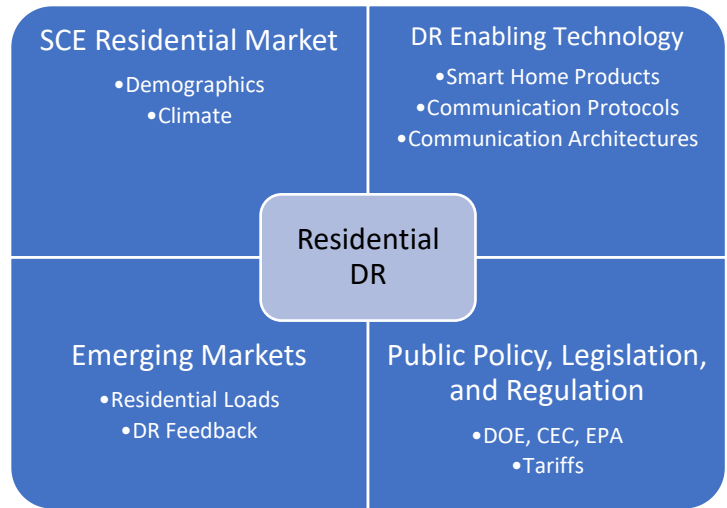 SCE Residential Market
•Demographics
•Climate
DR Enabling Technology
•Smart Home Products
•Communication Protocols
•Communication Architectures
Residential
DR
Emerging Markets
•Residential Loads
•DR Feedback
Public Policy, Legislation,
and Regulation
•DOE, CEC, EPA
•Tariffs